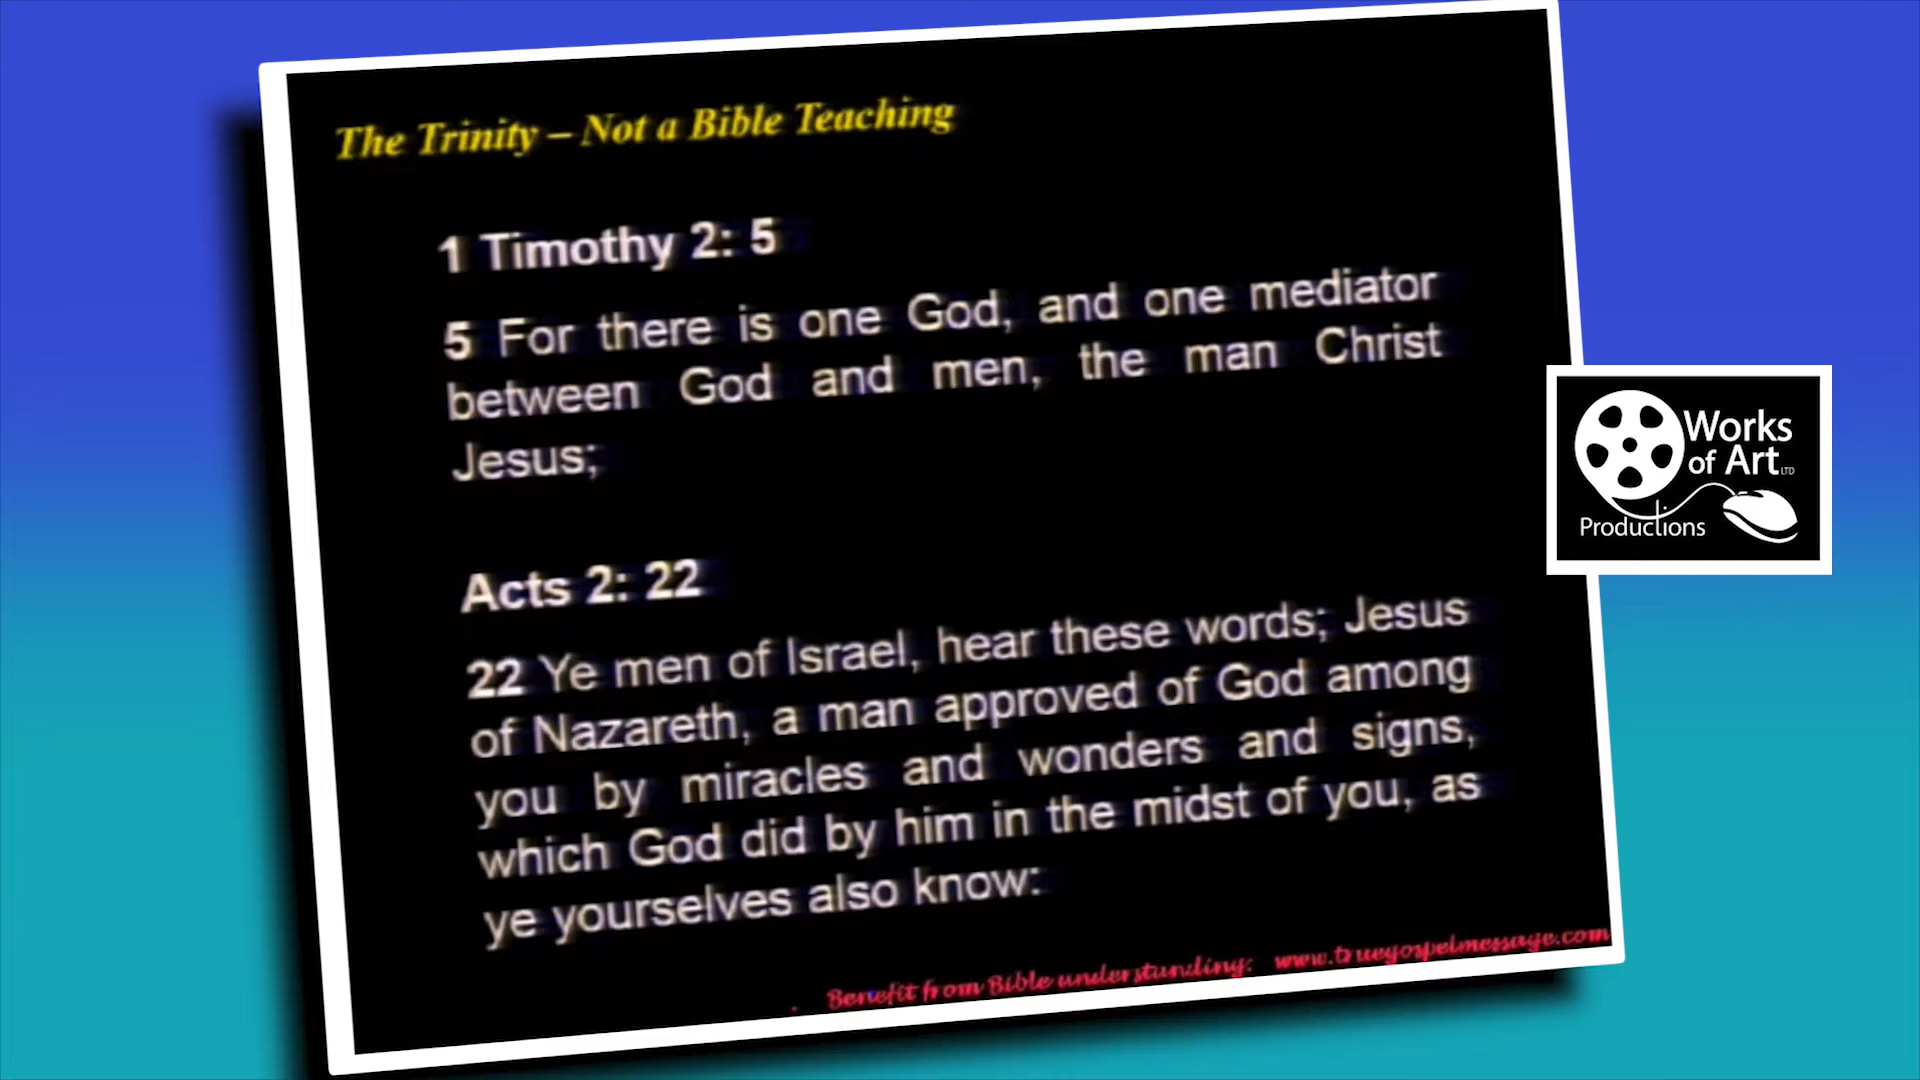 The Trinity – Not a Bible Teaching
1 Timothy 2: 5
5 For there is one God, and one mediator
between God and men, the man Christ
Jesus;
Acts 2: 22
22 Ye men of Israel, hear these words; Jesus
of Nazareth, a man approved of God among
you by miracles and wonders and signs,
which God did by him in the midst of you, as
ye yourselves also know:
Benefit from Bible understanding: www.truegospelmessage.com
Works
of Art LTD
Productions